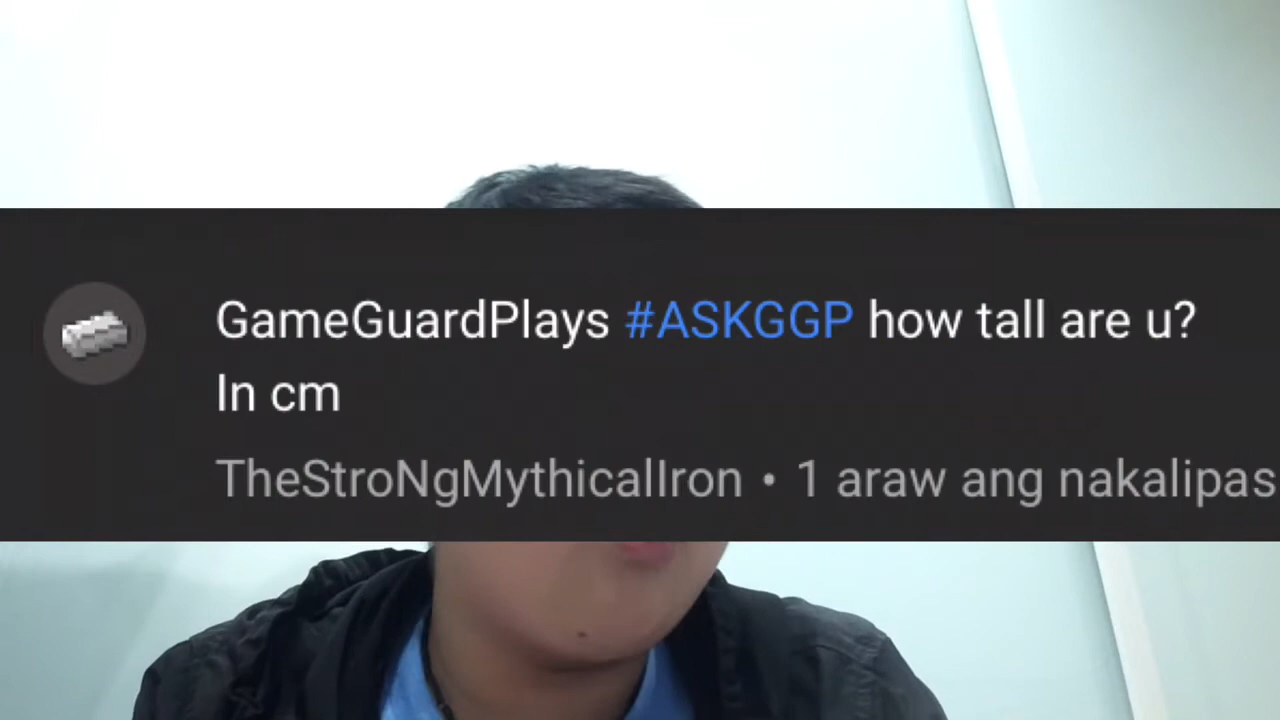 GameGuardPlays #ASKGGP how tall are u?
In cm
TheStroNgMythicalIron • 1 araw ang nakalipas